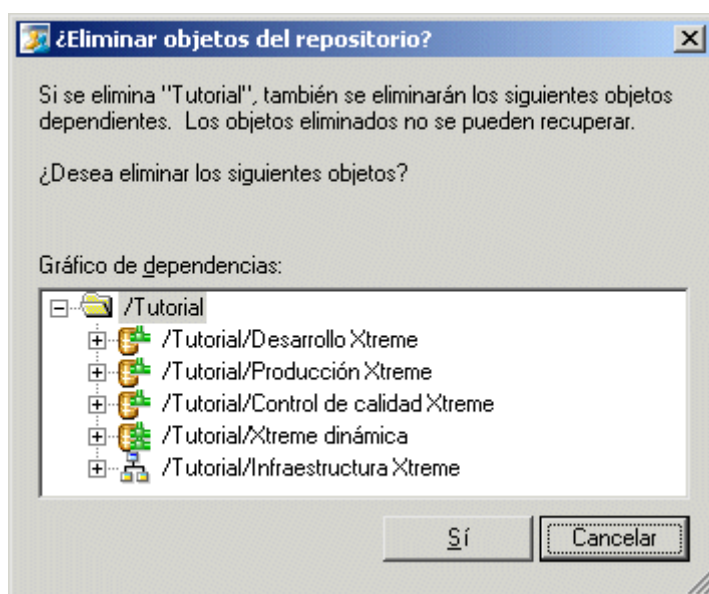 ¿Eliminar objetos del repositorio?
Si se elimina "Tutorial", también se eliminarán los siguientes objetos
dependientes. Los objetos eliminados no se pueden recuperar.
¿Desea eliminar los siguientes objetos?
Gráfico de dependencias:
/Tutorial
/Tutorial/Desarrollo Xtreme
/Tutorial/Producción Xtreme
/Tutorial/Control de calidad Xtreme
/Tutorial/Xtreme dinámica
/Tutorial/Infraestructura Xtreme
Sí Cancelar